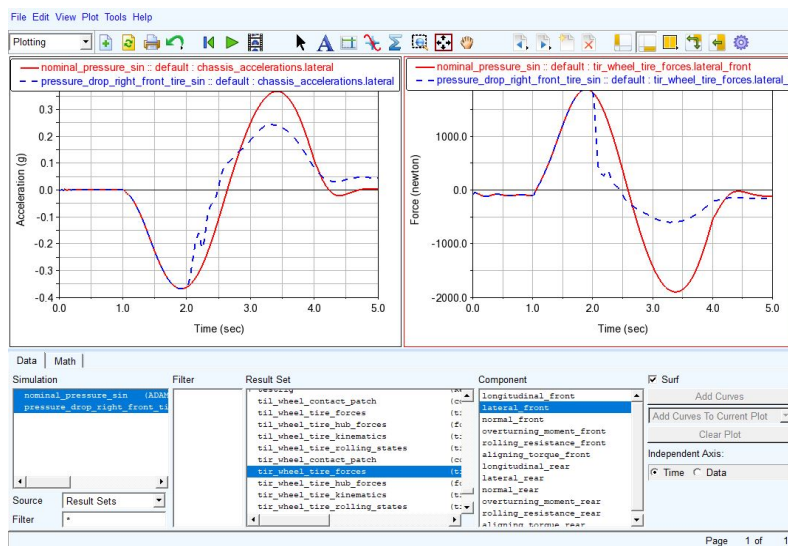 File Edit View Plot Tools Help
Plotting
nominal_pressure_sin :: default : chassis_accelerations.lateral
pressure_drop_right_front_tire_sin :: default : chassis_accelerations.lateral
Acceleration (g)
0.3
0.2
0.1
0.0
-0.1
-0.2
-0.3
-0.4
0.0 1.0 2.0 3.0 4.0 5.0
Time (sec)
nominal_pressure_sin :: default : tir_wheel_tire_forces.lateral_front
pressure_drop_right_front_tire_sin :: default : tir_wheel_tire_forces.lateral_
Force (newton)
1000.0
0.0
-1000.0
-2000.0
0.0 1.0 2.0 3.0 4.0 5.0
Time (sec)
Data Math
Simulation
nominal_pressure_sin (ADAM
pressure_drop_right_front_ti
Source Result Sets
Filter *
Filter
Result Set
til_wheel_contact_patch
til_wheel_tire_forces
til_wheel_tire_hub_forces
til_wheel_tire_kinematics
til_wheel_tire_rolling_states
tir_wheel_contact_patch
tir_wheel_tire_forces
tir_wheel_tire_hub_forces
tir_wheel_tire_kinematics
tir_wheel_tire_rolling_states
Component
longitudinal_front
lateral_front
normal_front
overturning_moment_front
rolling_resistance_front
aligning_torque_front
longitudinal_rear
lateral_rear
normal_rear
overturning_moment_rear
rolling_resistance_rear
aligning_torque_rear
Surf
Add Curves
Add Curves To Current Plot
Clear Plot
Independent Axis:
Time Data
Page 1 of 1